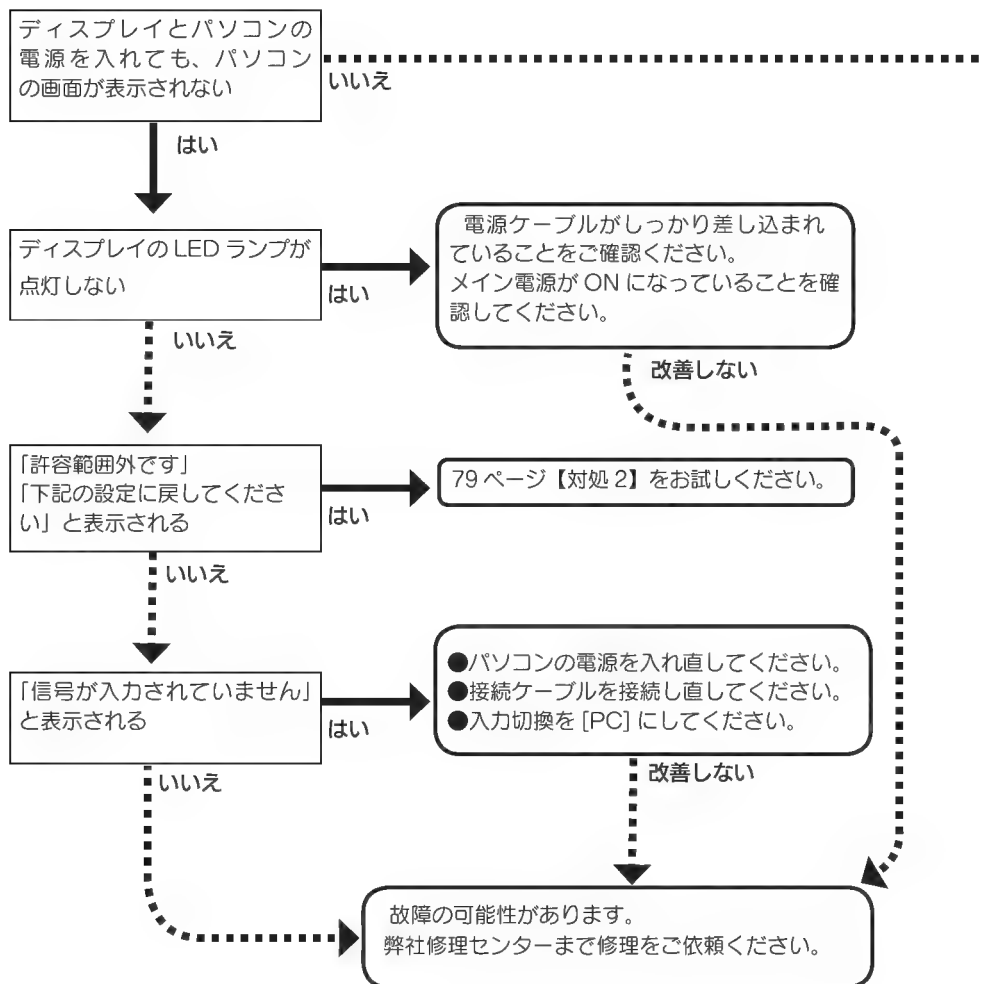 ディスプレイとパソコンの
電源を入れても、パソコン
の画面が表示されない
いいえ
はい
ディスプレイの LED ランプが
点灯しない
はい
電源ケーブルがしっかり差し込まれ
ていることをご確認ください。
メイン電源が ON になっていることを確
認してください。
いいえ
改善しない
「許容範囲外です」
「下記の設定に戻してくださ
い」と表示される
はい
79 ページ【対処 2】をお試しください。
いいえ
「信号が入力されていません」
と表示される
はい
●パソコンの電源を入れ直してください。
●接続ケーブルを接続し直してください。
●入力切換を [PC] にしてください。
いいえ
改善しない
故障の可能性があります。
弊社修理センターまで修理をご依頼ください。